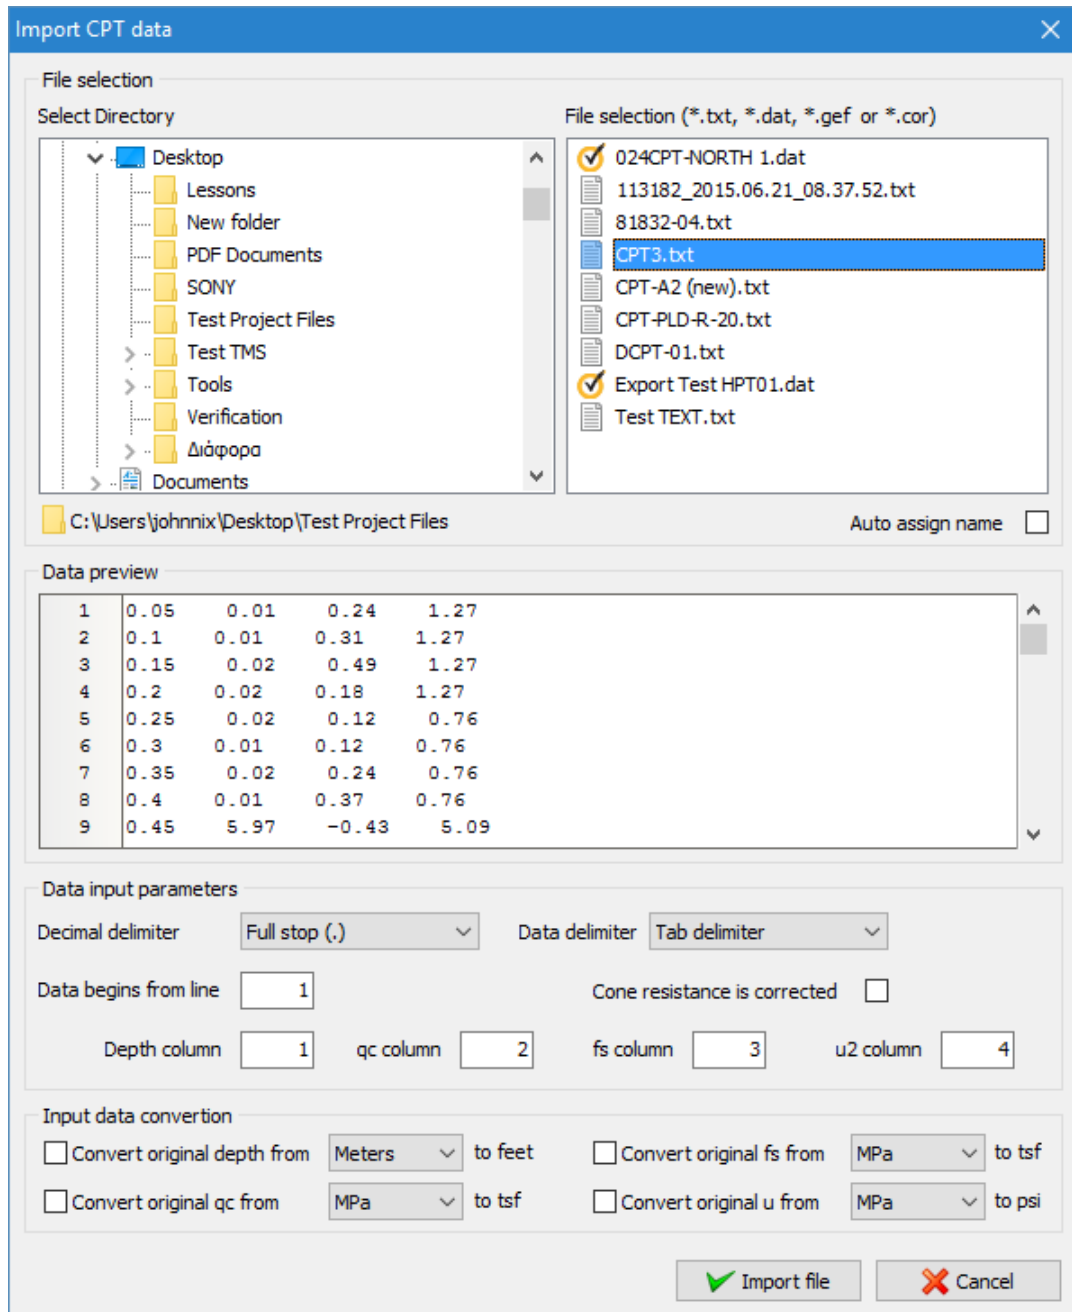 Import CPT data
File selection
Select Directory
File selection (*.txt, *.dat, *.gef or *.cor)
Desktop
Lessons
New folder
PDF Documents
SONY
Test Project Files
Test TMS
Tools
Verification
Διάφορα
Documents
024CPT-NORTH 1.dat
113182_2015.06.21_08.37.52.txt
81832-04.txt
CPT3.txt
CPT-A2 (new).txt
CPT-PLD-R-20.txt
DCPT-01.txt
Export Test HPT01.dat
Test TEXT.txt
C:\Users\johnnix\Desktop\Test Project Files
Auto assign name
Data preview
1 0.05 0.01 0.24 1.27
2 0.1 0.01 0.31 1.27
3 0.15 0.02 0.49 1.27
4 0.2 0.02 0.18 1.27
5 0.25 0.02 0.12 0.76
6 0.3 0.01 0.12 0.76
7 0.35 0.02 0.24 0.76
8 0.4 0.01 0.37 0.76
9 0.45 5.97 -0.43 5.09
Data input parameters
Decimal delimiter Full stop (.) Data delimiter Tab delimiter
Data begins from line 1 Cone resistance is corrected
Depth column 1 qc column 2 fs column 3 u2 column 4
Input data convertion
Convert original depth from Meters to feet Convert original fs from MPa to tsf
Convert original qc from MPa to tsf Convert original u from MPa to psi
Import file Cancel